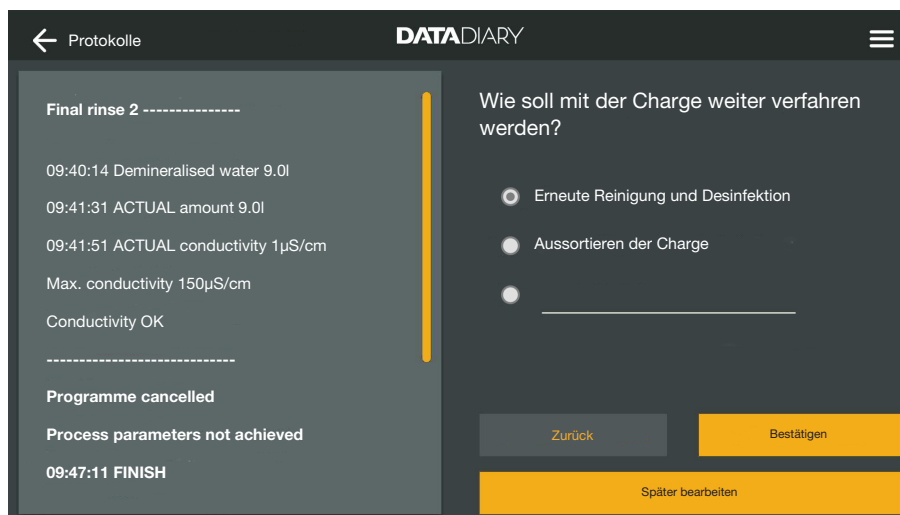 Protokolle
DATADIARY
Final rinse 2 ---------------
09:40:14 Demineralised water 9.0l
09:41:31 ACTUAL amount 9.0l
09:41:51 ACTUAL conductivity 1µS/cm
Max. conductivity 150µS/cm
Conductivity OK
-----------------------------
Programme cancelled
Process parameters not achieved
09:47:11 FINISH
Wie soll mit der Charge weiter verfahren
werden?
Erneute Reinigung und Desinfektion
Aussortieren der Charge
Zurück
Bestätigen
Später bearbeiten